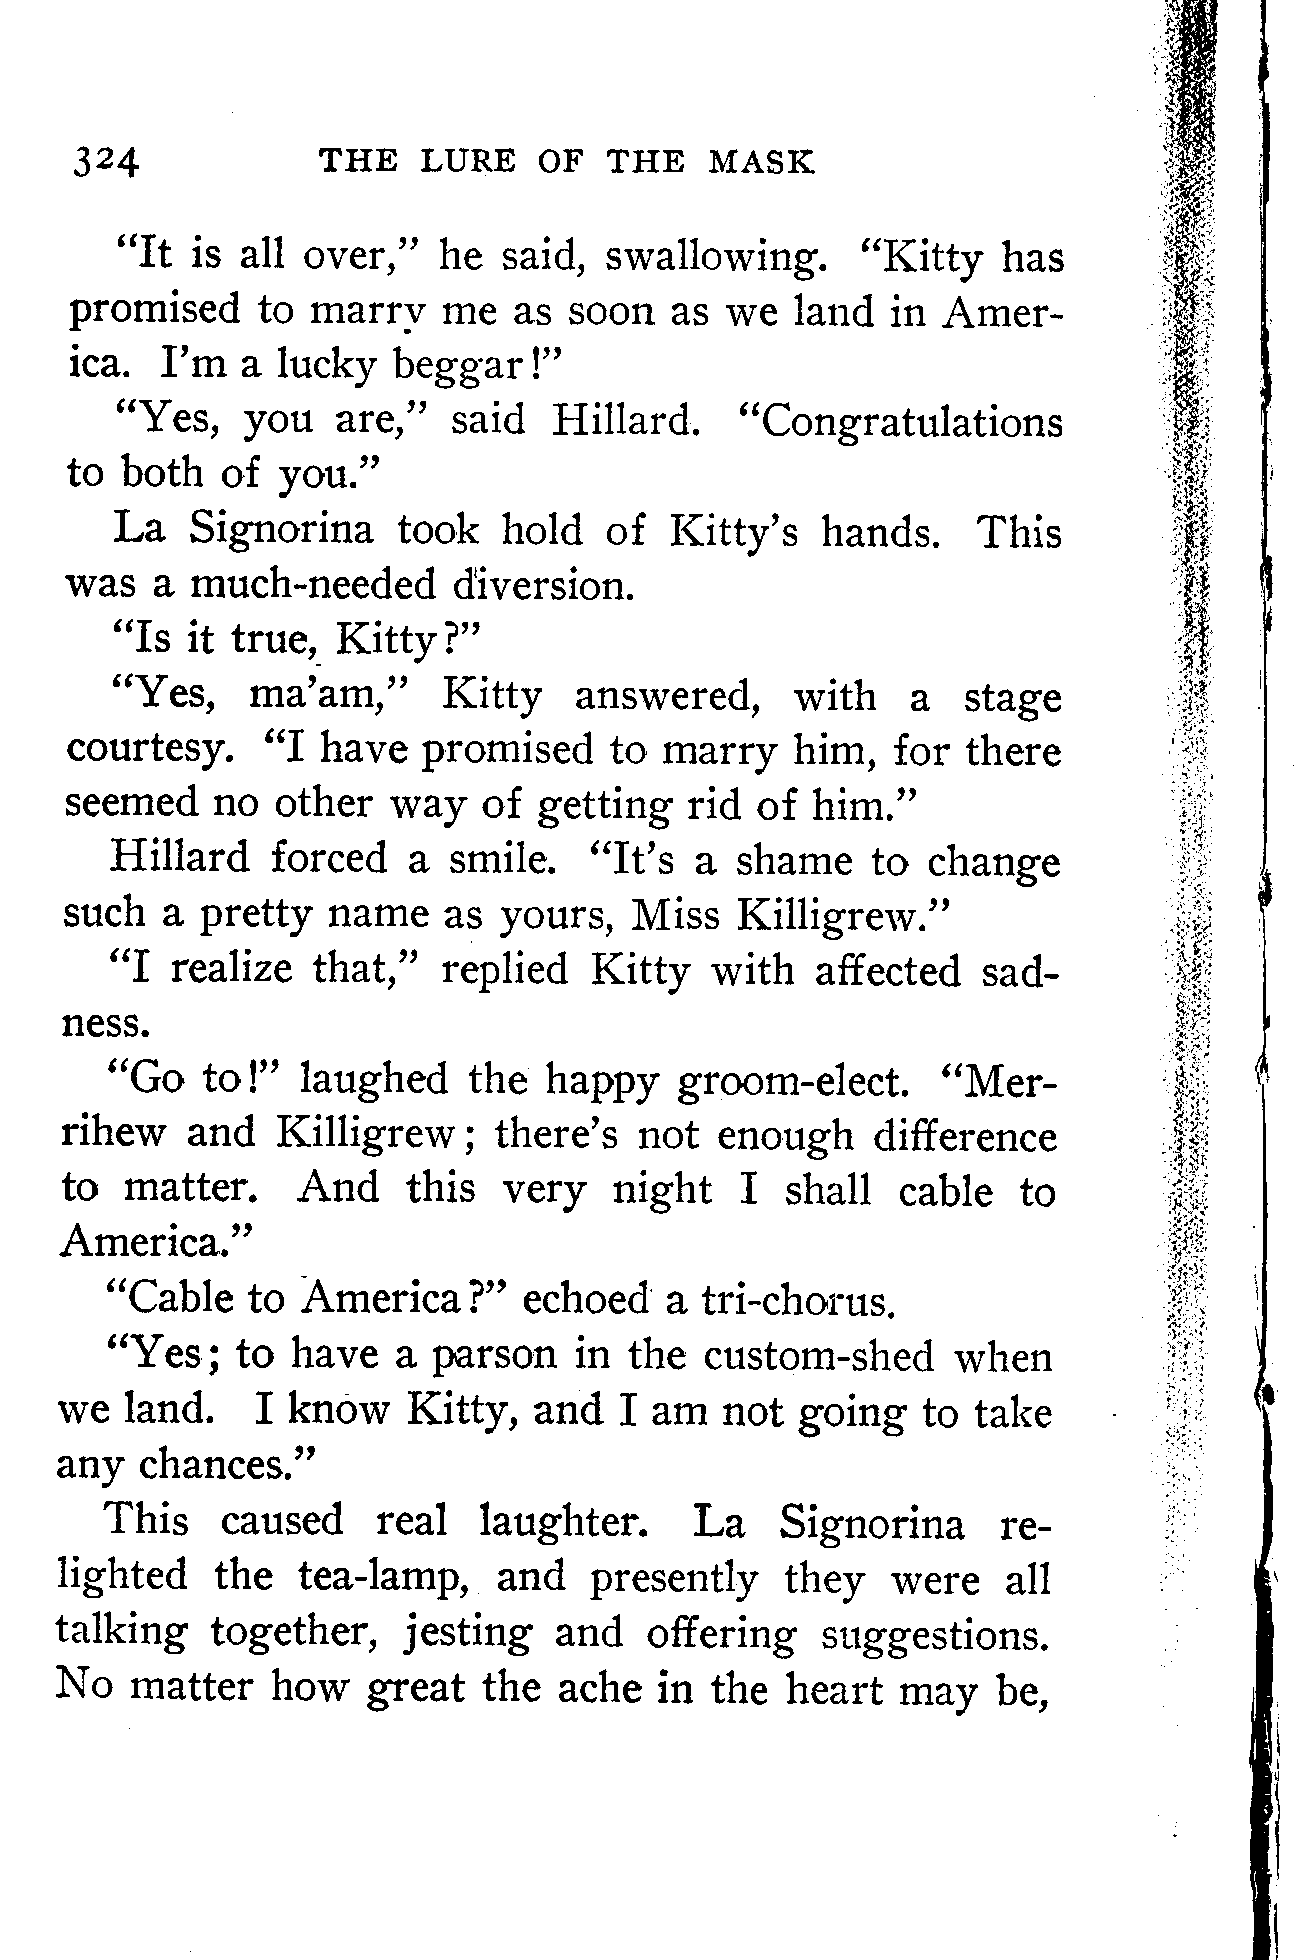 324 THE LURE OF THE MASK
“It is all over,” he said, swallowing. “Kitty has
promised to marry me as soon as we land in Amer-
ica. I’m a lucky beggar!”
“Yes, you are,” said Hillard. “Congratulations
to both of you.”
La Signorina took hold of Kitty’s hands. This
was a much-needed diversion.
“Is it true, Kitty?”
“Yes, ma’am,” Kitty answered, with a stage
courtesy. “I have promised to marry him, for there
seemed no other way of getting rid of him.”
Hillard forced a smile. “It’s a shame to change
such a pretty name as yours, Miss Killigrew.”
“I realize that,” replied Kitty with affected sad-
ness.
“Go to!” laughed the happy groom-elect. “Mer-
rihew and Killigrew; there’s not enough difference
to matter. And this very night I shall cable to
America.”
“Cable to America?” echoed a tri-chorus.
“Yes; to have a parson in the custom-shed when
we land. I know Kitty, and I am not going to take
any chances.”
This caused real laughter. La Signorina re-
lighted the tea-lamp, and presently they were all
talking together, jesting and offering suggestions.
No matter how great the ache in the heart may be,